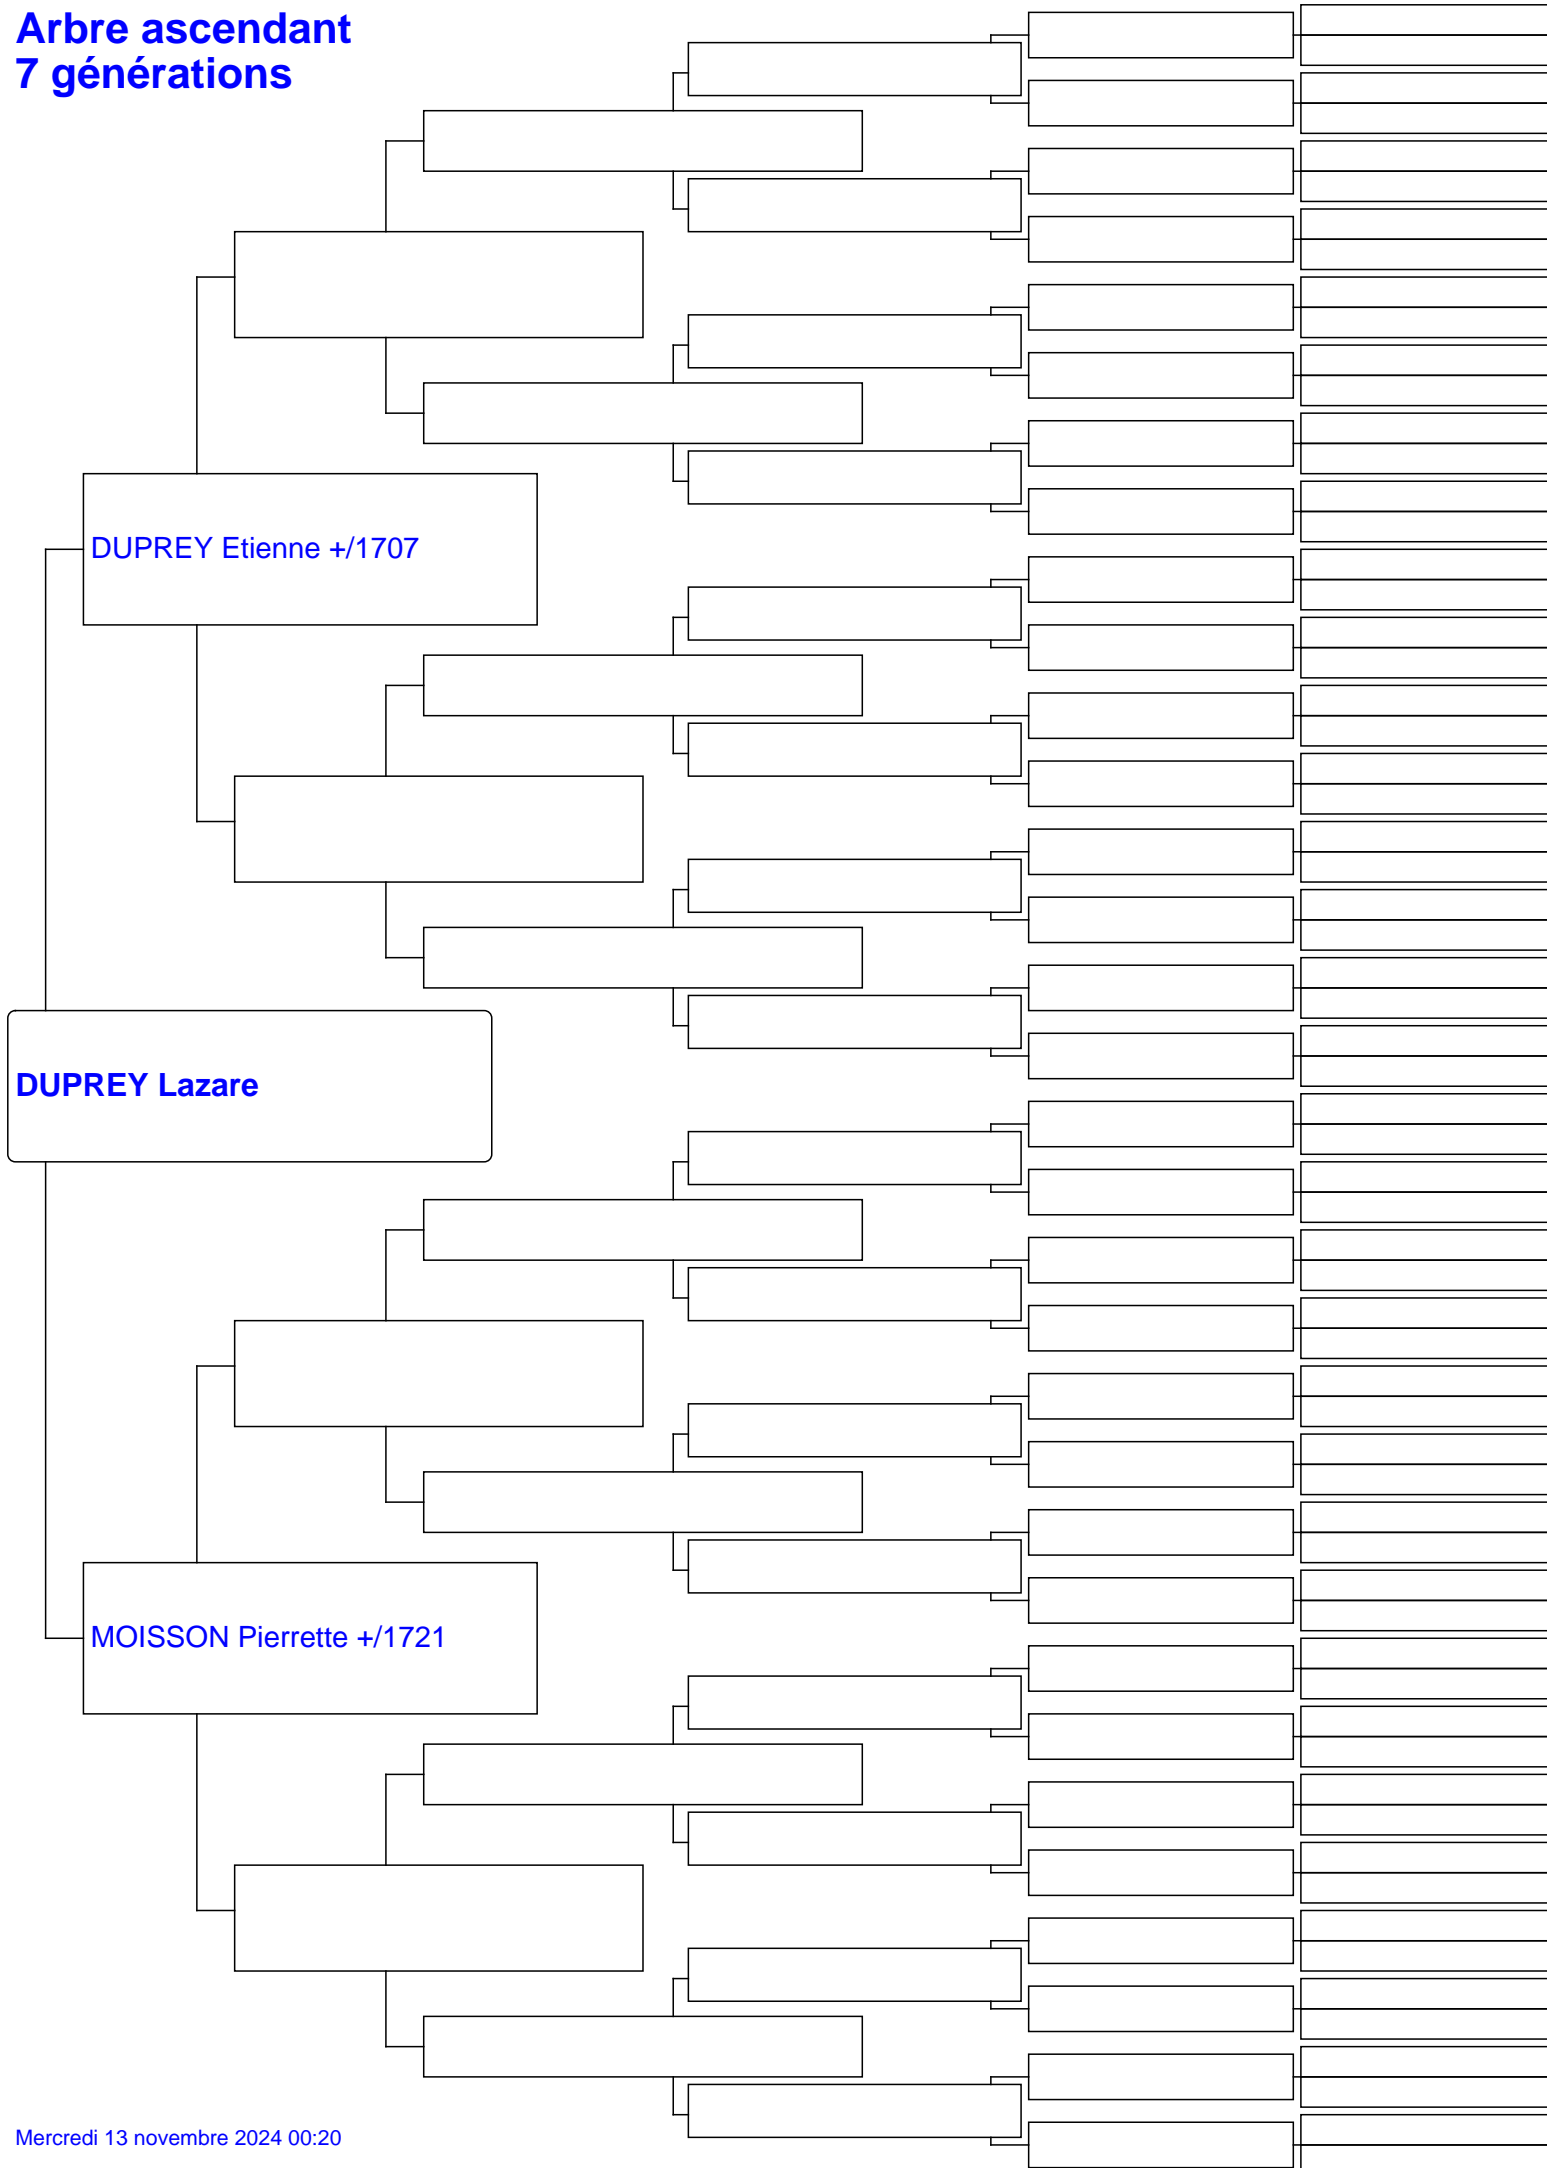 Arbre ascendant
7 générations
DUPREY Etienne +/1707
DUPREY Lazare
MOISSON Pierrette +/1721
Mercredi 13 novembre 2024 00:20